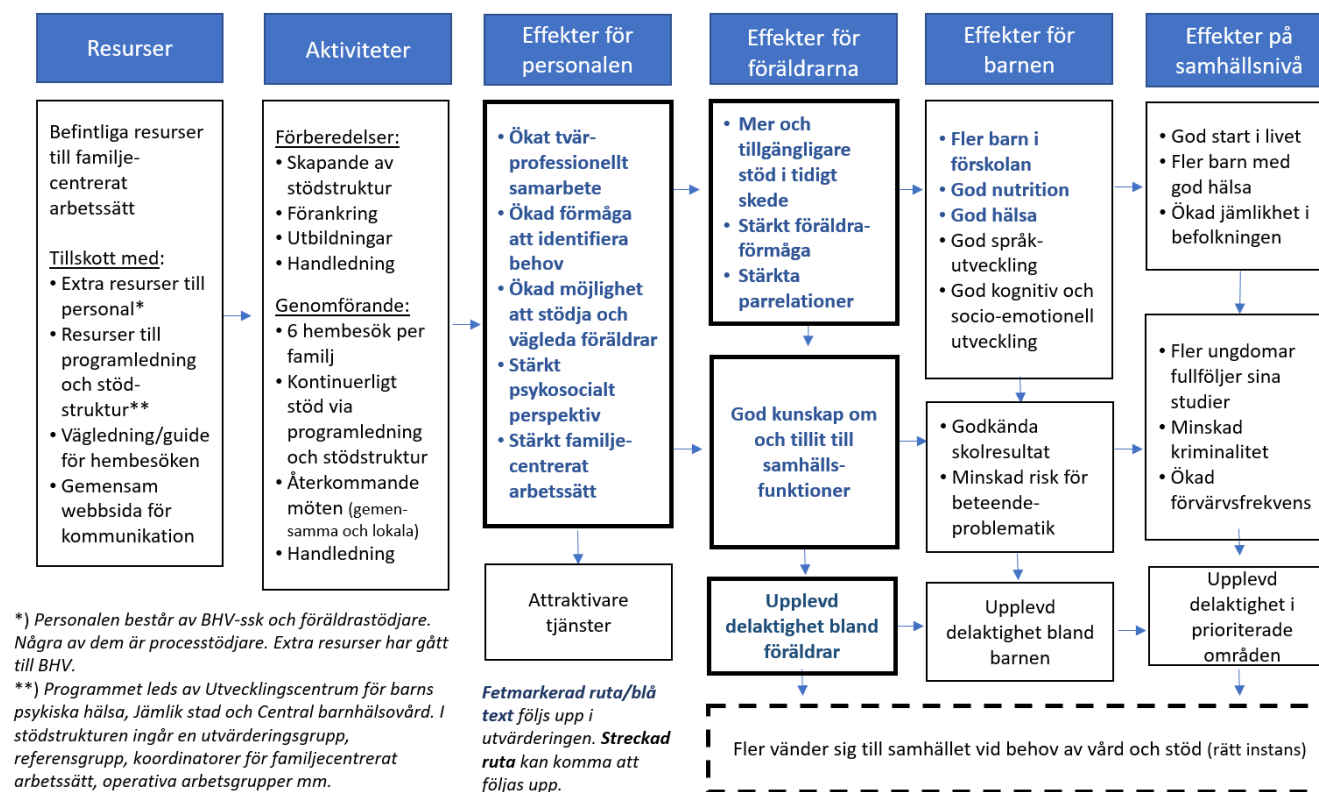 Resurser
Befintliga resurser
till familje-
centrerat
arbetssätt
Tillskott med:
• Extra resurser till
personal*
• Resurser till
programledning
och stöd-
struktur**
• Vägledning/guide
för hembesöken
• Gemensam
webbsida för
kommunikation
Aktiviteter
Förberedelser:
• Skapande av
stödstruktur
• Förankring
• Utbildningar
• Handledning
Genomförande:
• 6 hembesök per
familj
• Kontinuerligt
stöd via
programledning
och stödstruktur
• Återkommande
möten (gemen-
samma och lokala)
• Handledning
Effekter för
personalen
• Ökat tvär-
professionellt
samarbete
• Ökad förmåga
att identifiera
behov
• Ökad möjlighet
att stödja och
vägleda föräldrar
• Stärkt
psykosocialt
perspektiv
• Stärkt familje-
centrerat
arbetssätt
Attraktivare
tjänster
Effekter för
föräldrarna
• Mer och
tillgängligare
stöd i tidigt
skede
• Stärkt föräldra-
förmåga
• Stärkta
parrelationer
God kunskap om
och tillit till
samhälls-
funktioner
Upplevd
delaktighet bland
föräldrar
Effekter för
barnen
• Fler barn i
förskolan
• God nutrition
• God hälsa
• God språk-
utveckling
• God kognitiv och
socio-emotionell
utveckling
• Godkända
skolresultat
• Minskad risk för
beteende-
problematik
Upplevd
delaktighet bland
barnen
Effekter på
samhällsnivå
• God start i livet
• Fler barn med
god hälsa
• Ökad jämlikhet i
befolkningen
• Fler ungdomar
fullföljer sina
studier
• Minskad
kriminalitet
• Ökad
förvärvsfrekvens
Upplevd
delaktighet i
prioriterade
områden
Fler vänder sig till samhället vid behov av vård och stöd (rätt instans)
*) Personalen består av BHV-ssk och föräldrastödjare.
Några av dem är processtödjare. Extra resurser har gått
till BHV.
**) Programmet leds av Utvecklingscentrum för barns
psykiska hälsa, Jämlik stad och Central barnhälsovård. I
stödstrukturen ingår en utvärderingsgrupp,
referensgrupp, koordinatorer för familjecentrerat
arbetssätt, operativa arbetsgrupper mm.
Fetmarkerad ruta/blå
text följs upp i
utvärderingen. Streckad
ruta kan komma att
följas upp.